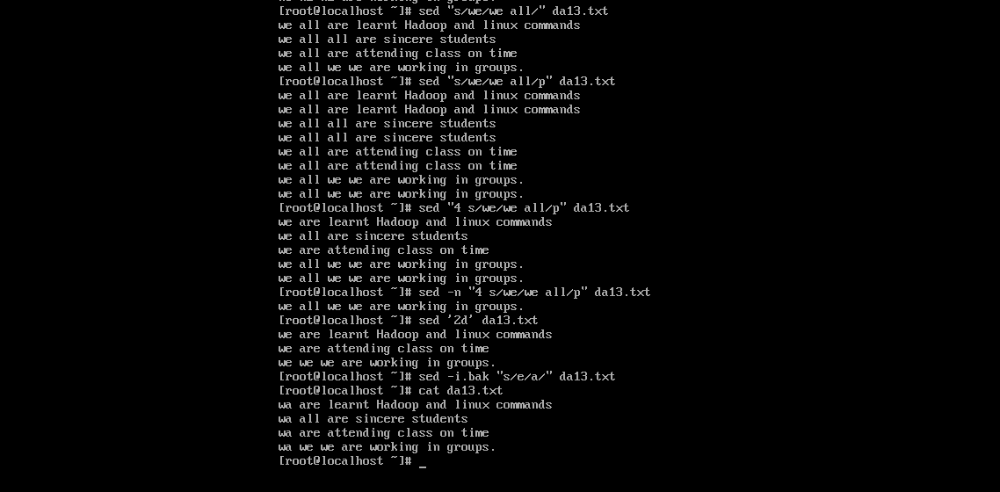 [root@localhost ~]# sed "s/we/we all/" da13.txt
we all are learnt Hadoop and linux commands
we all all are sincere students
we all are attending class on time
we all we we are working in groups.
[root@localhost ~]# sed "s/we/we all/p" da13.txt
we all are learnt Hadoop and linux commands
we all are learnt Hadoop and linux commands
we all all are sincere students
we all all are sincere students
we all are attending class on time
we all are attending class on time
we all we we are working in groups.
we all we we are working in groups.
[root@localhost ~]# sed "4 s/we/we all/p" da13.txt
we are learnt Hadoop and linux commands
we all are sincere students
we are attending class on time
we all we we are working in groups.
we all we we are working in groups.
[root@localhost ~]# sed -n "4 s/we/we all/p" da13.txt
we all we we are working in groups.
[root@localhost ~]# sed '2d' da13.txt
we are learnt Hadoop and linux commands
we are attending class on time
we we we are working in groups.
[root@localhost ~]# sed -i.bak "s/e/a/" da13.txt
[root@localhost ~]# cat da13.txt
wa are learnt Hadoop and linux commands
wa all are sincere students
wa are attending class on time
wa we we are working in groups.
[root@localhost ~]# _